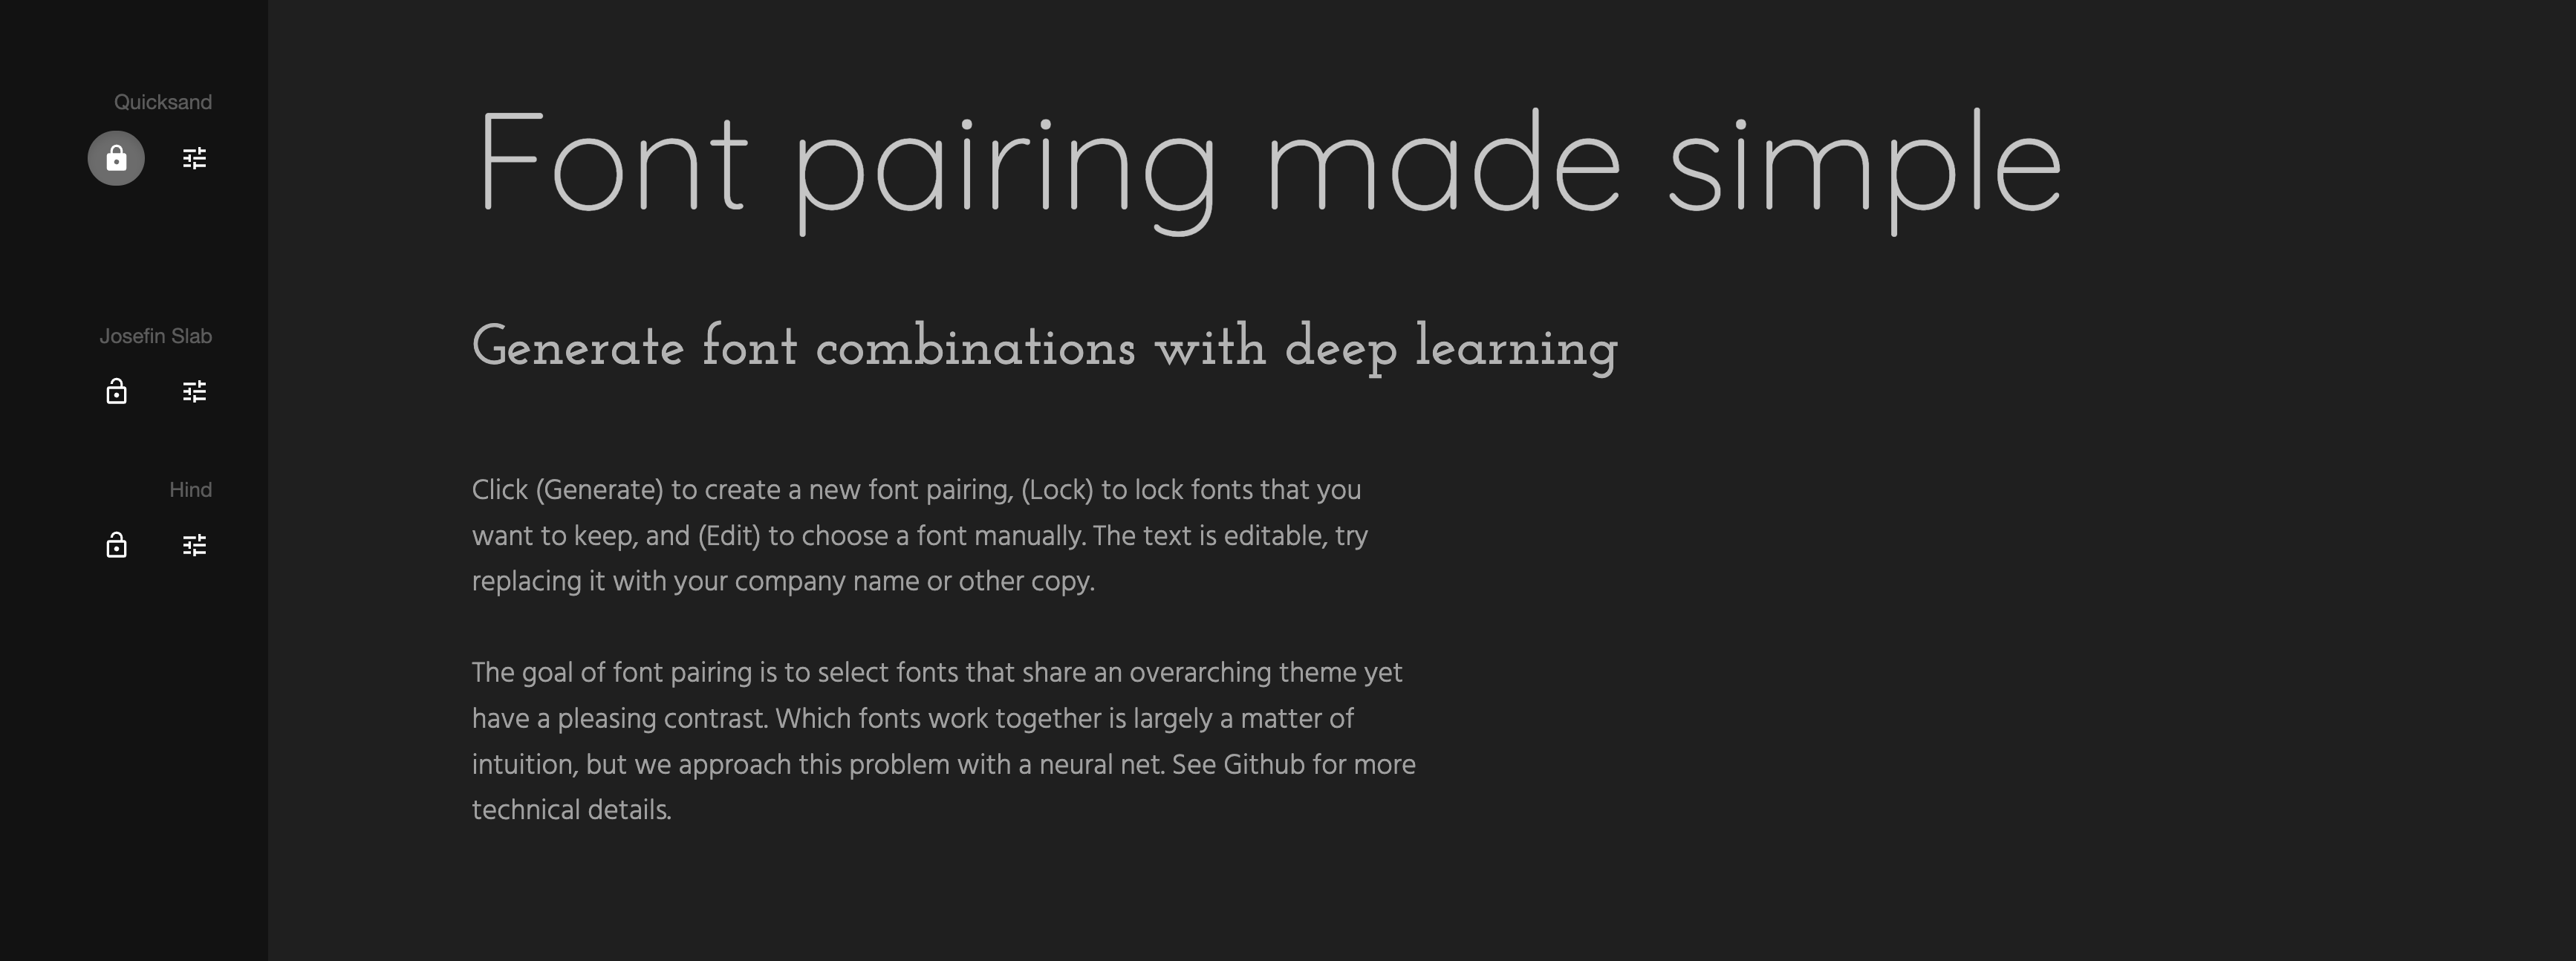 Quicksand
Font pairing made simple
Josefin Slab
Generate font combinations with deep learning
Hind
Click (Generate) to create a new font pairing, (Lock) to lock fonts that you
want to keep, and (Edit) to choose a font manually. The text is editable, try
replacing it with your company name or other copy.
The goal of font pairing is to select fonts that share an overarching theme yet
have a pleasing contrast. Which fonts work together is largely a matter of
intuition, but we approach this problem with a neural net. See Github for more
technical details.